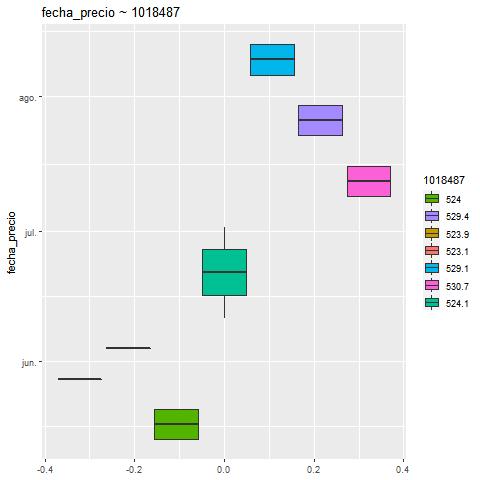 fecha_precio ~ 1018487
fecha_precio
ago.
jul.
jun.
-0.4
-0.2
0.0
0.2
0.4
1018487
524
529.4
523.9
523.1
529.1
530.7
524.1